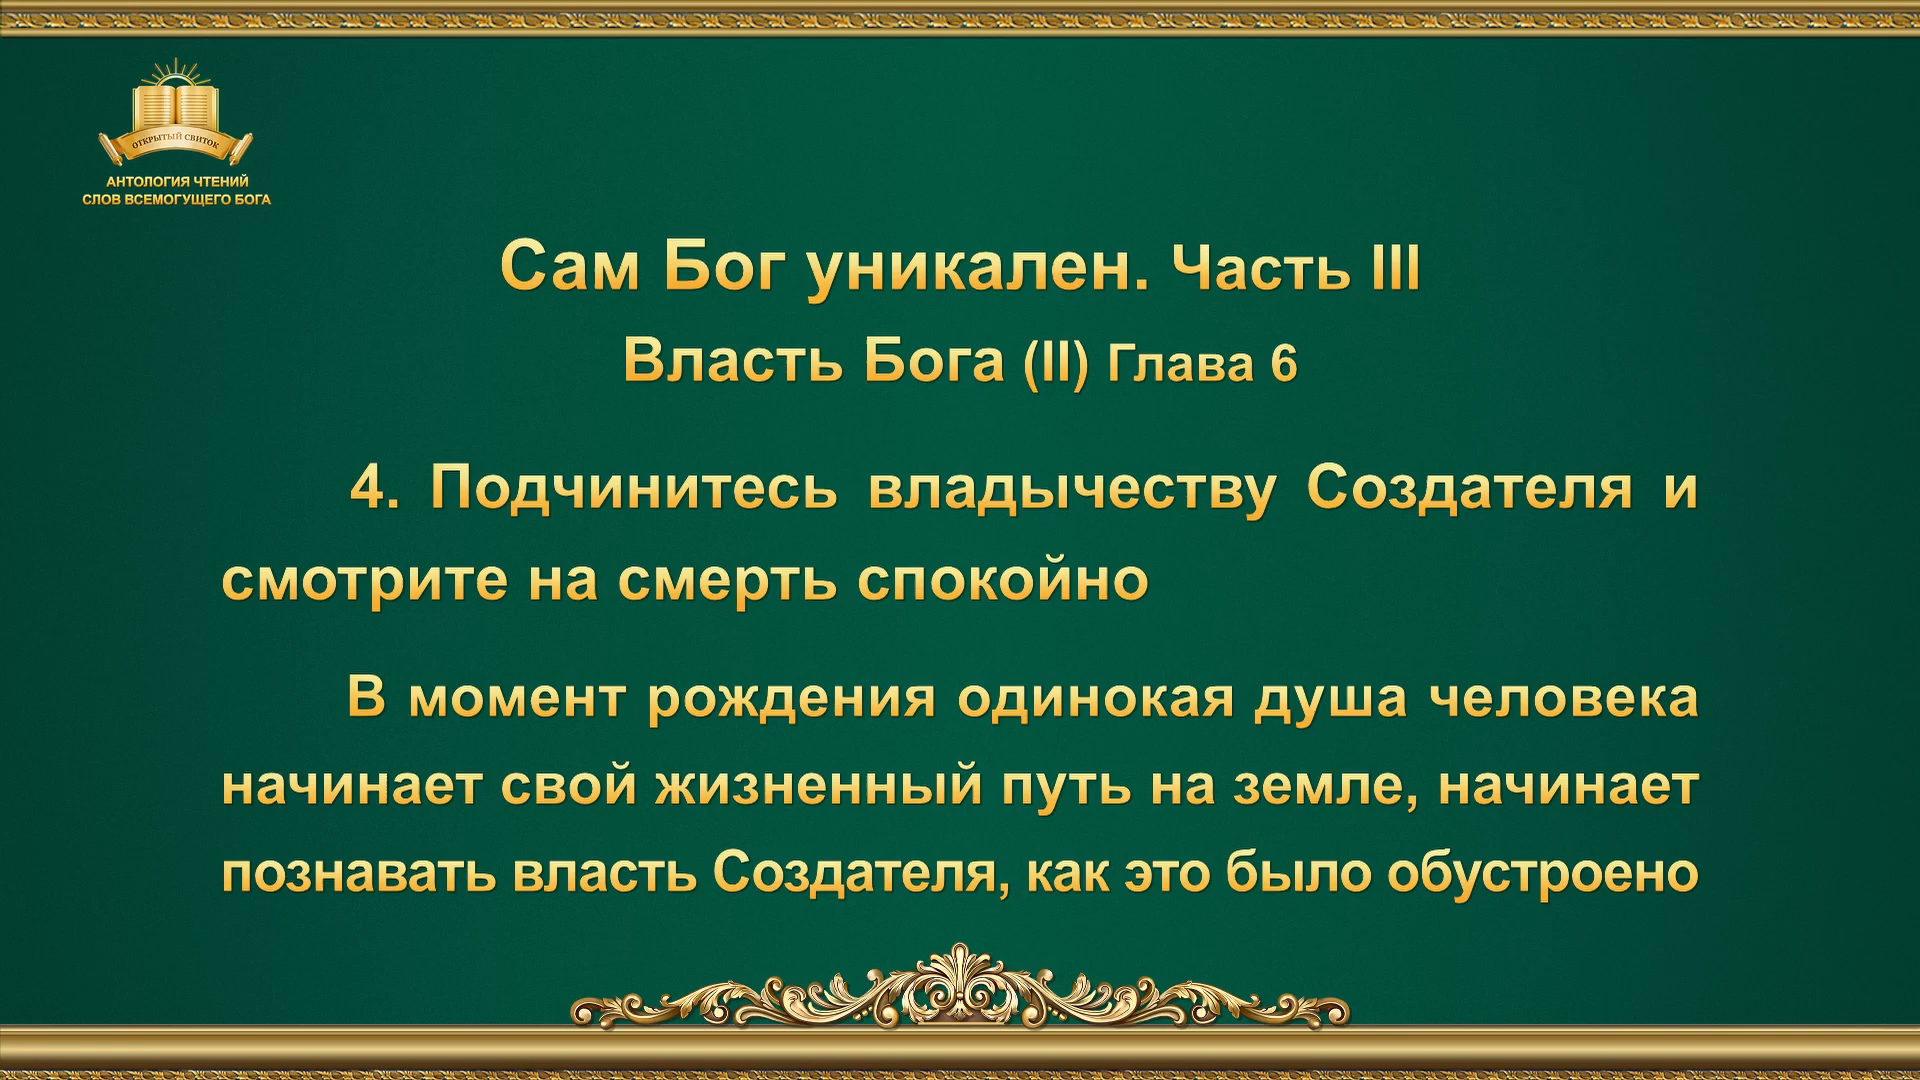 ОТКРЫТЫЙ СВИТОК
АНТОЛОГИЯ ЧТЕНИЙ
СЛОВ ВСЕМОГУЩЕГО БОГА
Сам Бог уникален. Часть III
Власть Бога (II) Глава 6
4. Подчинитесь владычеству Создателя и
смотрите на смерть спокойно
В момент рождения одинокая душа человека
начинает свой жизненный путь на земле, начинает
познавать власть Создателя, как это было обустроено